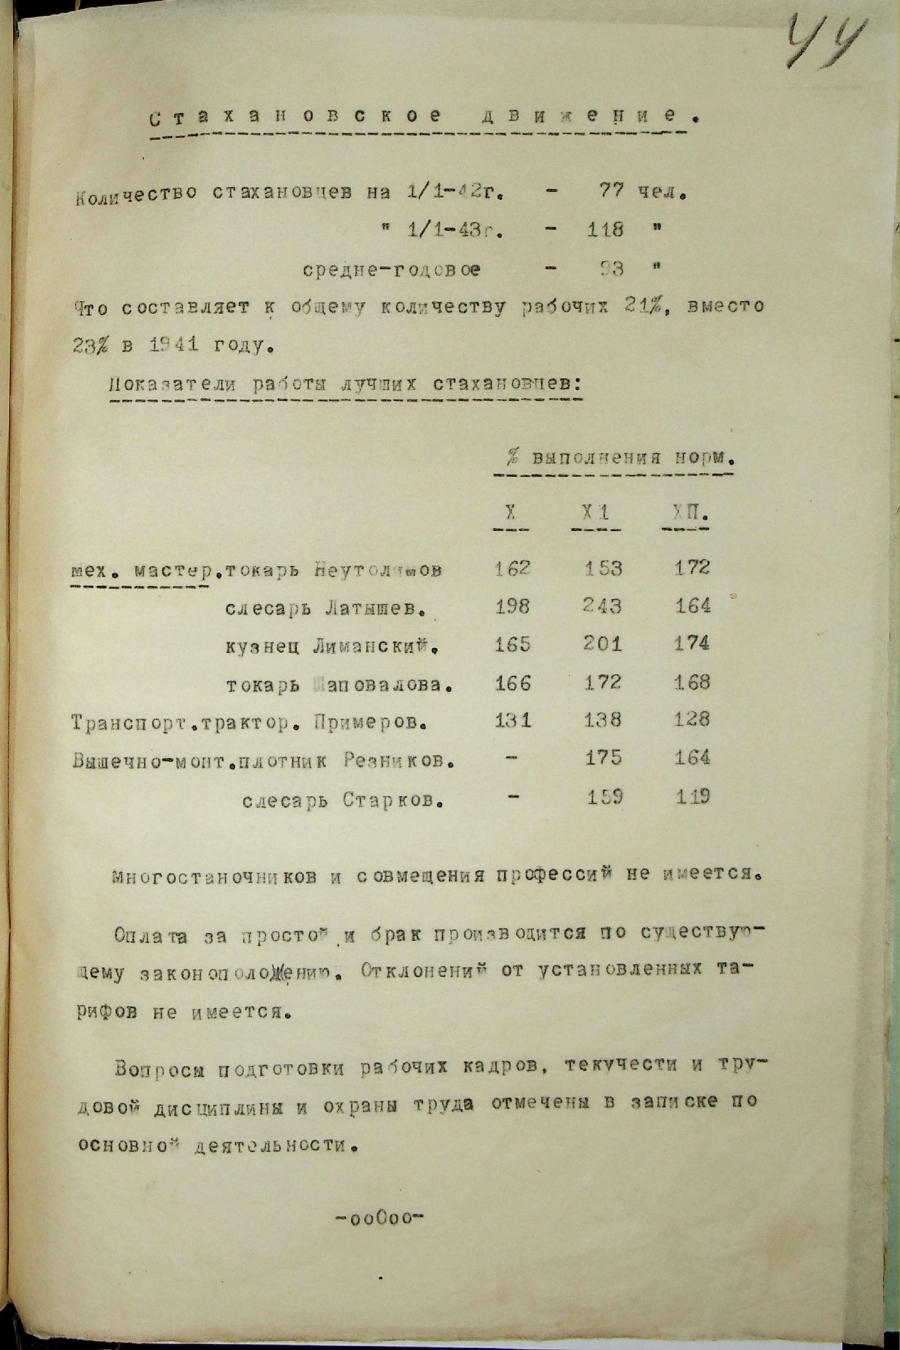 44
Стахановское движение.
Количество стахановцев на 1/1-42г. - 77 чел.
" 1/1-43г. - 118 "
средне-годовое - 93 "
Что составляет к общему количеству рабочих 21%, вместо
23% в 1941 году.
Показатели работы лучших стахановцев:
% выполнения норм.
Х Х1 ХП.
мех. мастер.токарь Неутолимов 162 153 172
слесарь Латышев. 198 243 164
кузнец Лиманский. 165 201 174
токарь Шаповалова. 166 172 168
Транспорт.трактор. Примеров. 131 138 128
Вышечно-монт.плотник Резников. - 175 164
слесарь Старков. - 159 119
многостаночников и совмещения профессий не имеется.
Оплата за простой и брак производится по существую-
щему законоположению. Отклонений от установленных та-
рифов не имеется.
Вопросы подготовки рабочих кадров, текучести и тру-
довой дисциплины и охраны труда отмечены в записке по
основной деятельности.
-ооОоо-